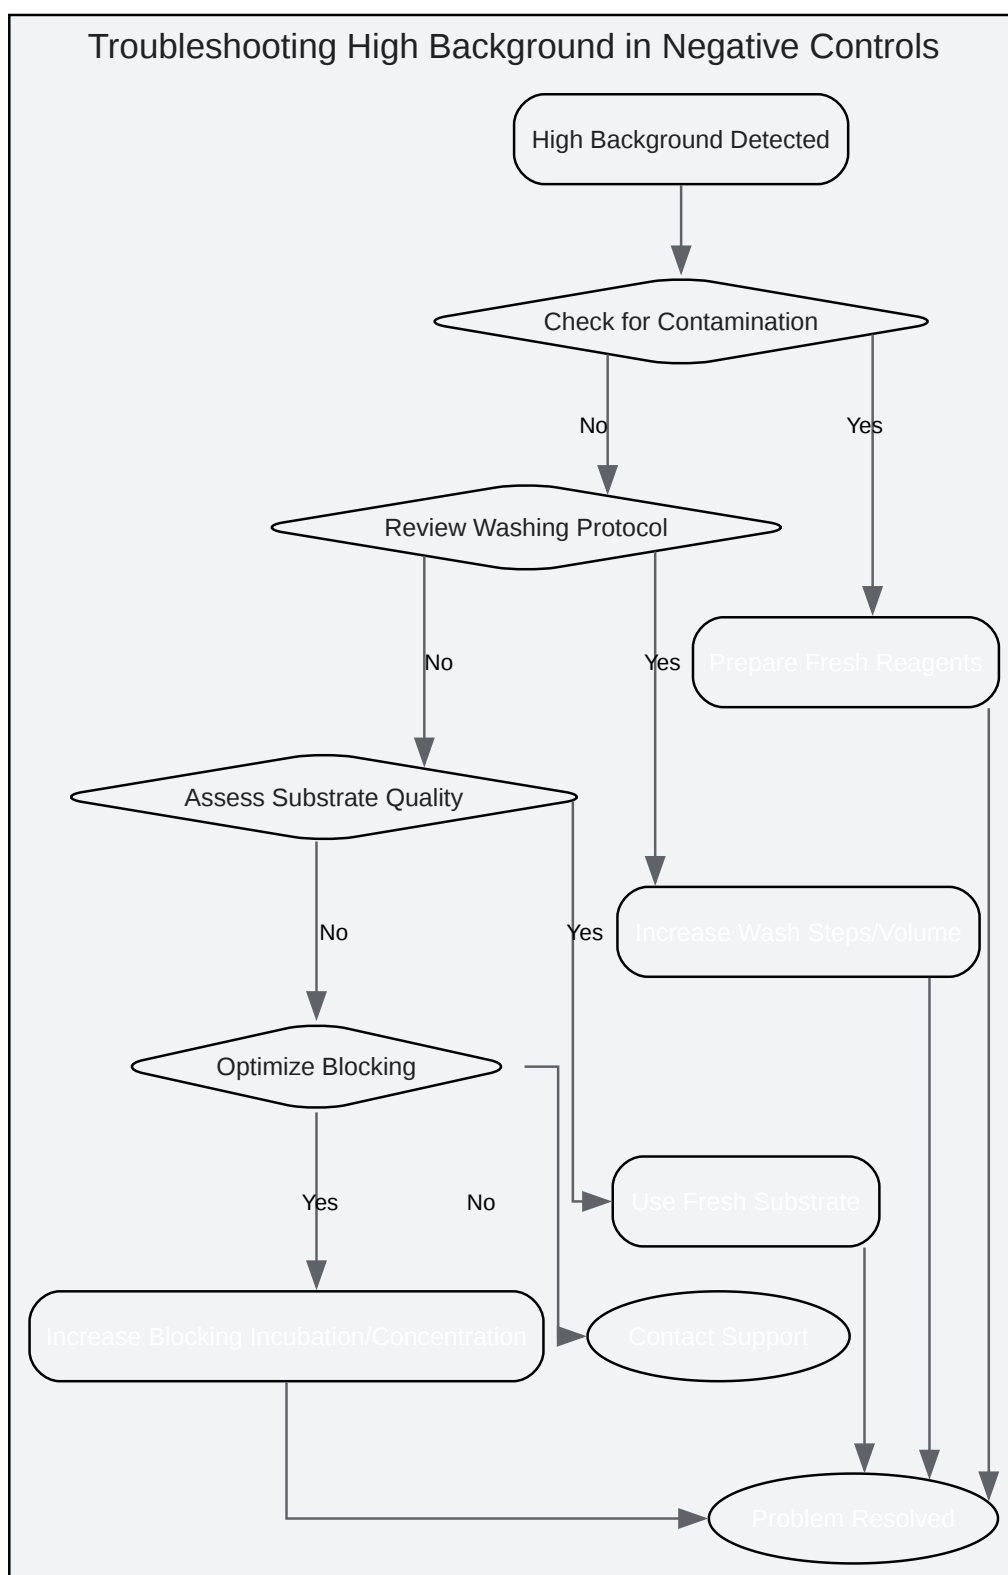 Troubleshooting High Background in Negative Controls
High Background Detected
Check for Contamination
No
Yes
Review Washing Protocol
No
Yes
Prepare Fresh Reagents
Assess Substrate Quality
No
Yes
Increase Wash Steps/Volume
Optimize Blocking
Yes
No
Use Fresh Substrate
Increase Blocking Incubation/Concentration
Contact Support
Problem Resolved